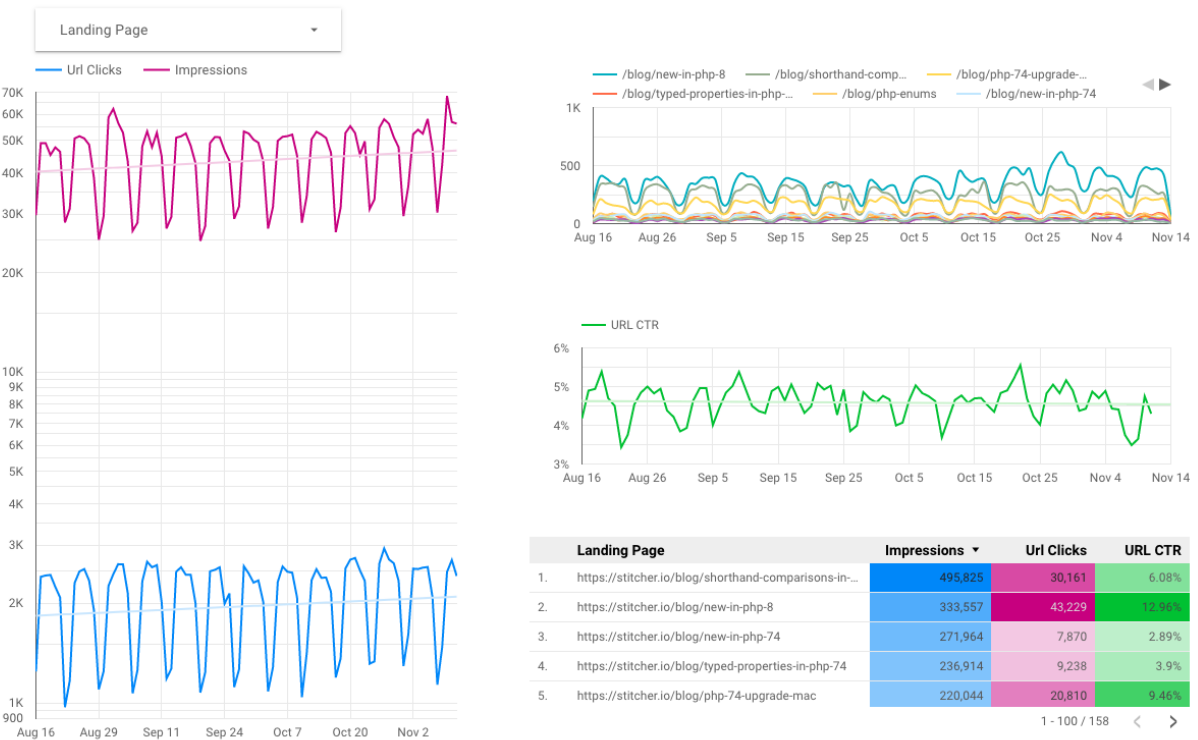 Landing Page
Url Clicks Impressions
70K
60K
50K
40K
30K
20K
10K
9K
8K
7K
6K
5K
4K
3K
2K
1K
900
Aug 16 Aug 29 Sep 11 Sep 24 Oct 7 Oct 20 Nov 2
/blog/new-in-php-8 /blog/shorthand-comp... /blog/php-74-upgrade-...
/blog/typed-properties-in-php-... /blog/php-enums /blog/new-in-php-74
1K
500
0
Aug 16 Aug 26 Sep 5 Sep 15 Sep 25 Oct 5 Oct 15 Oct 25 Nov 4 Nov 14
URL CTR
6%
5%
4%
3%
Aug 16 Aug 26 Sep 5 Sep 15 Sep 25 Oct 5 Oct 15 Oct 25 Nov 4 Nov 14
Landing Page Impressions Url Clicks URL CTR
1. https://stitcher.io/blog/shorthand-comparisons-in-... 495,825 30,161 6.08%
2. https://stitcher.io/blog/new-in-php-8 333,557 43,229 12.96%
3. https://stitcher.io/blog/new-in-php-74 271,964 7,870 2.89%
4. https://stitcher.io/blog/typed-properties-in-php-74 236,914 9,238 3.9%
5. https://stitcher.io/blog/php-74-upgrade-mac 220,044 20,810 9.46%
1 - 100 / 158